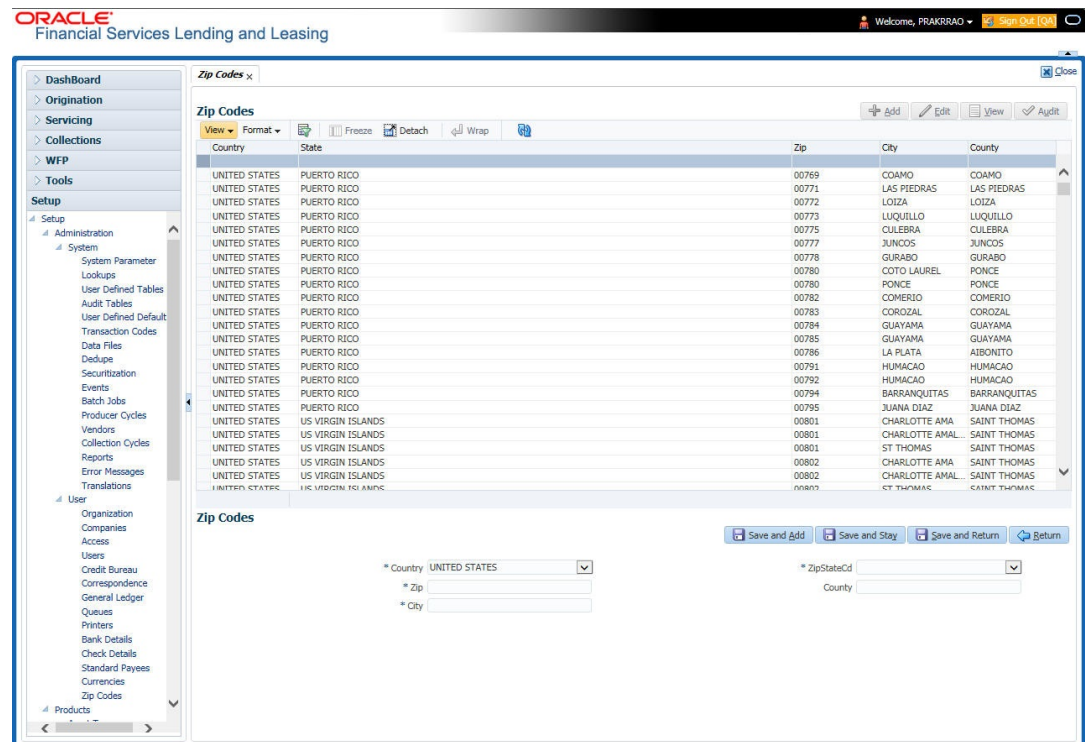 ORACLE
Financial Services Lending and Leasing
Welcome, PRAKRRAO
Sign Out [QA]
DashBoard
Origination
Servicing
Collections
WFP
Tools
Setup
Setup
Administration
System
System Parameter
Lookups
User Defined Tables
Audit Tables
User Defined Default
Transaction Codes
Data Files
Dedupe
Securitization
Events
Batch Jobs
Producer Cycles
Vendors
Collection Cycles
Reports
Error Messages
Translations
User
Organization
Companies
Access
Users
Credit Bureau
Correspondence
General Ledger
Queues
Printers
Bank Details
Check Details
Standard Payees
Currencies
Zip Codes
Products
Zip Codes
Close
Zip Codes
Add Edit View Audit
View Format Freeze Detach Wrap
Country State Zip City County
UNITED STATES PUERTO RICO 00769 COAMO COAMO
UNITED STATES PUERTO RICO 00771 LAS PIEDRAS LAS PIEDRAS
UNITED STATES PUERTO RICO 00772 LOIZA LOIZA
UNITED STATES PUERTO RICO 00773 LUQUILLO LUQUILLO
UNITED STATES PUERTO RICO 00775 CULEBRA CULEBRA
UNITED STATES PUERTO RICO 00777 JUNCOS JUNCOS
UNITED STATES PUERTO RICO 00778 GURABO GURABO
UNITED STATES PUERTO RICO 00780 COTO LAUREL PONCE
UNITED STATES PUERTO RICO 00780 PONCE PONCE
UNITED STATES PUERTO RICO 00782 COMERIO COMERIO
UNITED STATES PUERTO RICO 00783 COROZAL COROZAL
UNITED STATES PUERTO RICO 00784 GUAYAMA GUAYAMA
UNITED STATES PUERTO RICO 00785 GUAYAMA GUAYAMA
UNITED STATES PUERTO RICO 00786 LA PLATA AIBONITO
UNITED STATES PUERTO RICO 00791 HUMACAO HUMACAO
UNITED STATES PUERTO RICO 00792 HUMACAO HUMACAO
UNITED STATES PUERTO RICO 00794 BARRANQUITAS BARRANQUITAS
UNITED STATES PUERTO RICO 00795 JUANA DIAZ JUANA DIAZ
UNITED STATES US VIRGIN ISLANDS 00801 CHARLOTTE AMA SAINT THOMAS
UNITED STATES US VIRGIN ISLANDS 00801 CHARLOTTE AMAL... SAINT THOMAS
UNITED STATES US VIRGIN ISLANDS 00801 ST THOMAS SAINT THOMAS
UNITED STATES US VIRGIN ISLANDS 00802 CHARLOTTE AMA SAINT THOMAS
UNITED STATES US VIRGIN ISLANDS 00802 CHARLOTTE AMAL... SAINT THOMAS
UNITED STATES US VIRGIN ISLANDS 00802 ST THOMAS SAINT THOMAS
Zip Codes
Save and Add Save and Stay Save and Return Return
* Country UNITED STATES * ZipStateCd
* Zip County
* City